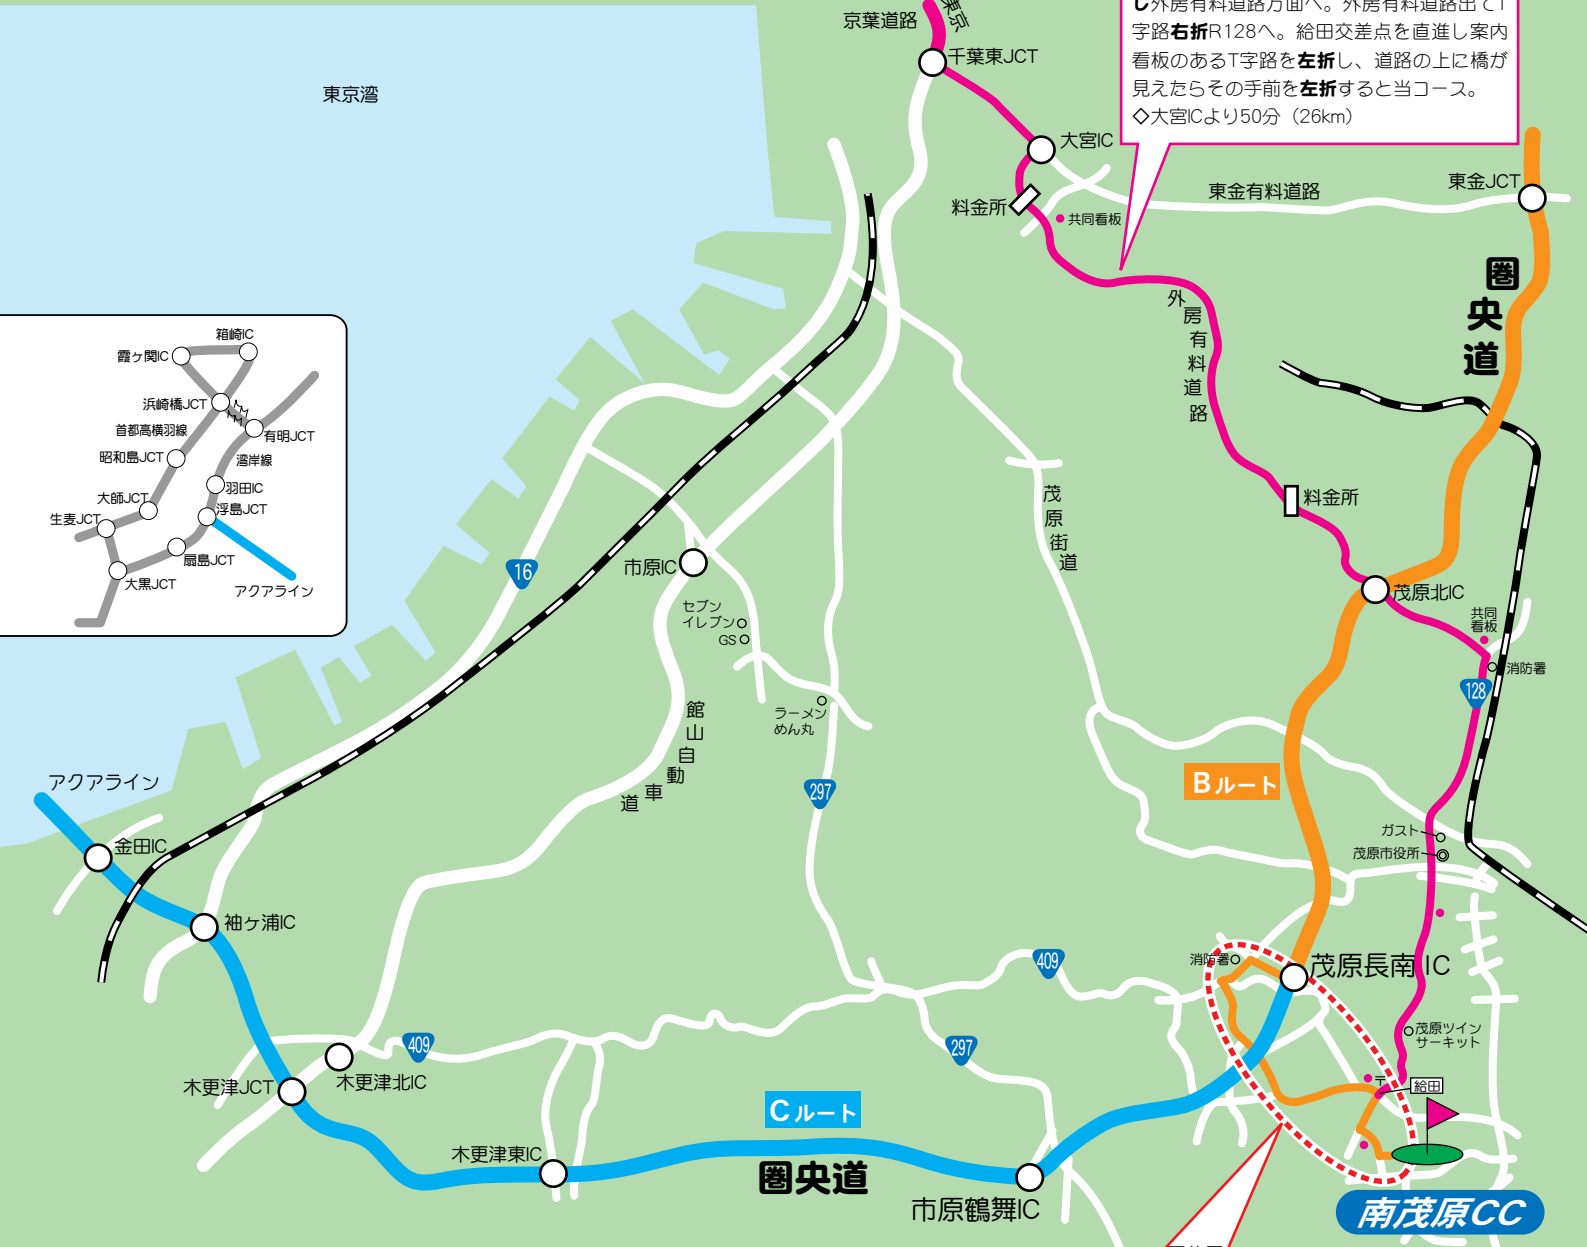 し外房有料道路方面へ。外房有料道路出てT
字路右折R128へ。給田交差点を直進し案内
看板のあるT字路を左折し、道路の上に橋が
見えたらその手前を左折すると当コース。
◇大宮ICより50分（26km）
東京
京葉道路
千葉東JCT
東京湾
大宮IC
東金JCT
東金有料道路
料金所
共同看板
圏央道
外房有料道路
箱崎IC
霞ヶ関IC
浜崎橋JCT
首都高横羽線
有明JCT
昭和島JCT
湾岸線
羽田IC
大師JCT
浮島JCT
生麦JCT
扇島JCT
大黒JCT
アクアライン
料金所
茂原街道
16
市原IC
茂原北IC
セブン
イレブン
GS
共同
看板
消防署
128
館山自動車道
ラーメン
めん丸
297
アクアライン
Bルート
ガスト
茂原市役所
金田IC
袖ヶ浦IC
409
消防署
茂原長南IC
409
297
茂原ツイン
サーキット
木更津北IC
木更津JCT
〒
給田
Cルート
木更津東IC
圏央道
市原鶴舞IC
南茂原CC